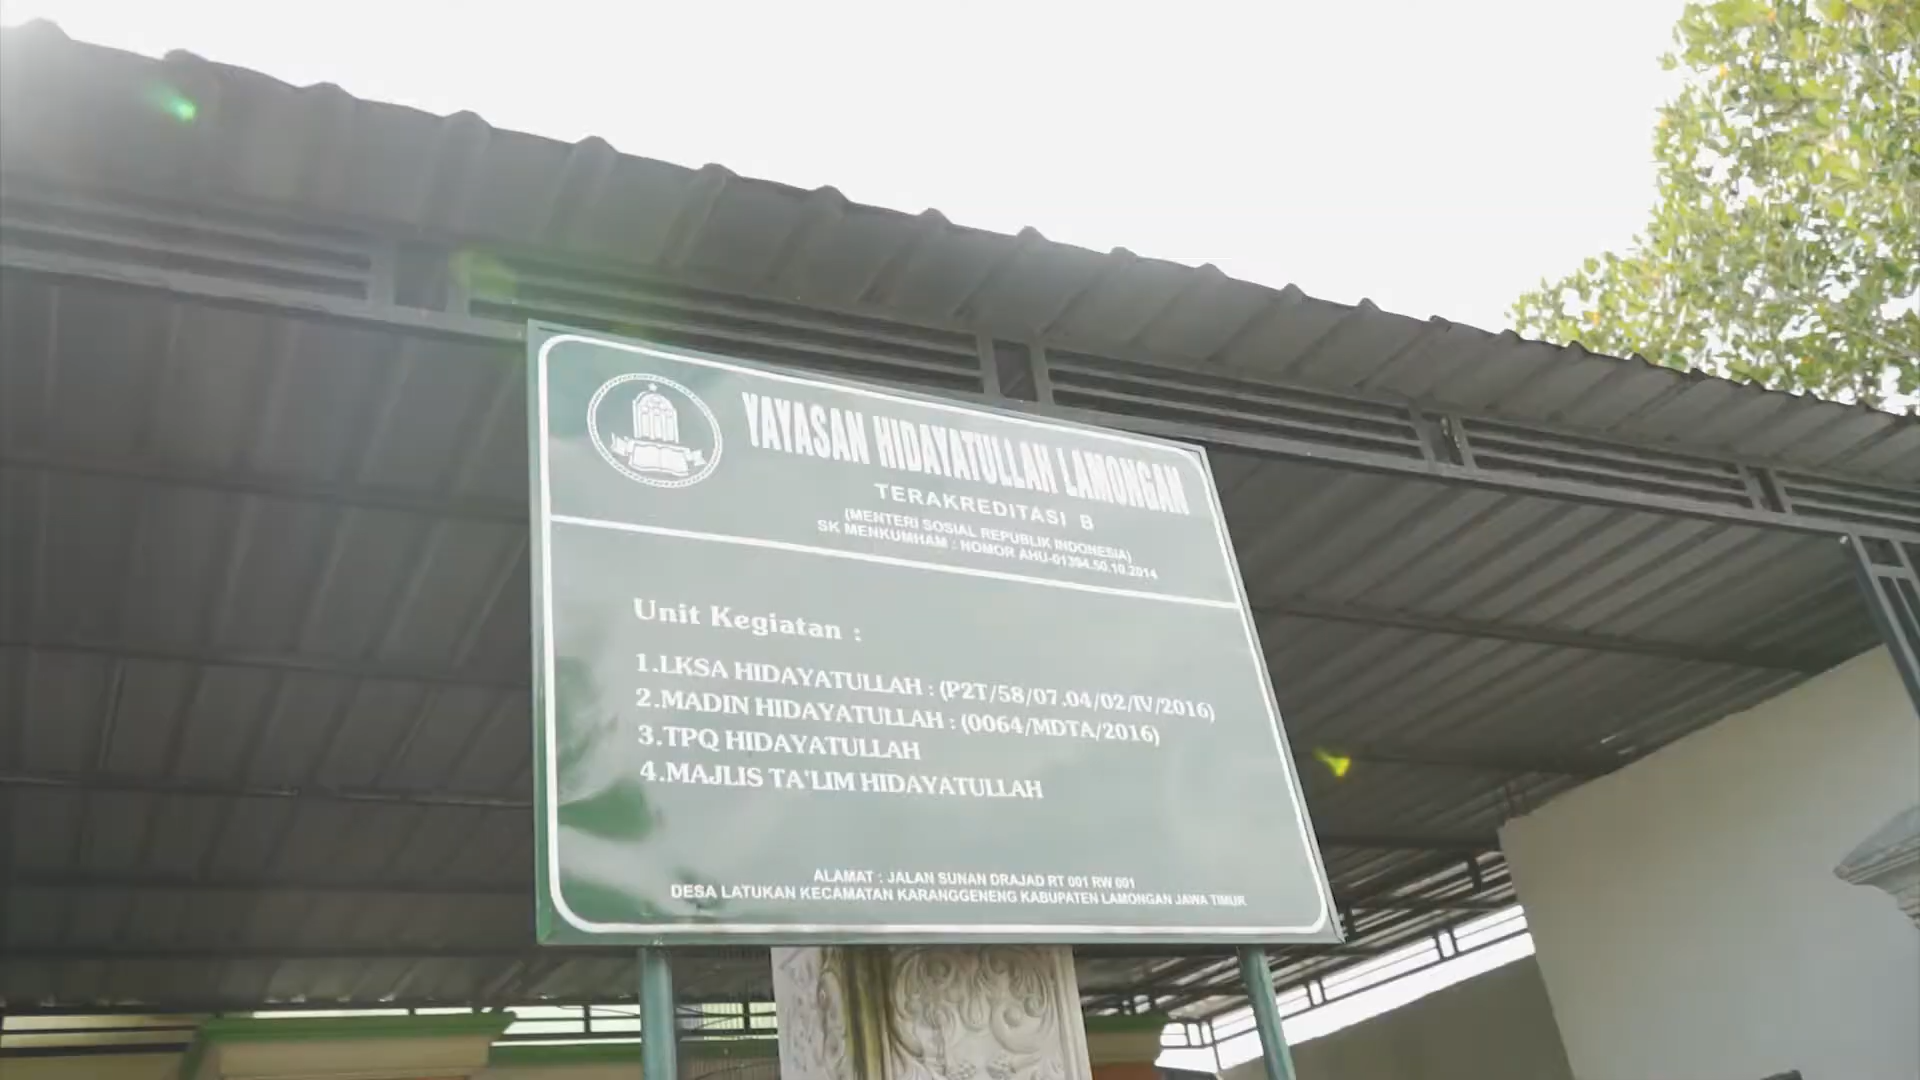 YAYASAN HIDAYATULLAH LAMONGAN
TERAKREDITASI B
(MENTERI SOSIAL REPUBLIK INDONESIA)
SK MENKUMHAM : NOMOR AHU-01394.50.10.2014
Unit Kegiatan :
1.LKSA HIDAYATULLAH : (P2T/58/07.04/02/IV/2016)
2.MADIN HIDAYATULLAH : (0064/MDTA/2016)
3.TPQ HIDAYATULLAH
4.MAJLIS TA'LIM HIDAYATULLAH
ALAMAT : JALAN SUNAN DRAJAD RT 001 RW 001
DESA LATUKAN KECAMATAN KARANGGENENG KABUPATEN LAMONGAN JAWA TIMUR